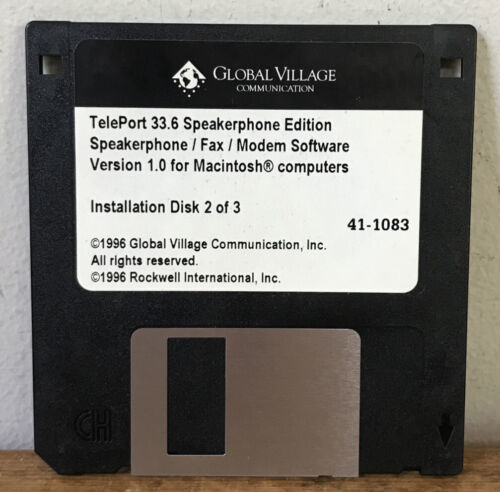 GLOBAL VILLAGE
COMMUNICATION
TelePort 33.6 Speakerphone Edition
Speakerphone / Fax / Modem Software
Version 1.0 for Macintosh® computers
Installation Disk 2 of 3
41-1083
©1996 Global Village Communication, Inc.
All rights reserved.
©1996 Rockwell International, Inc.